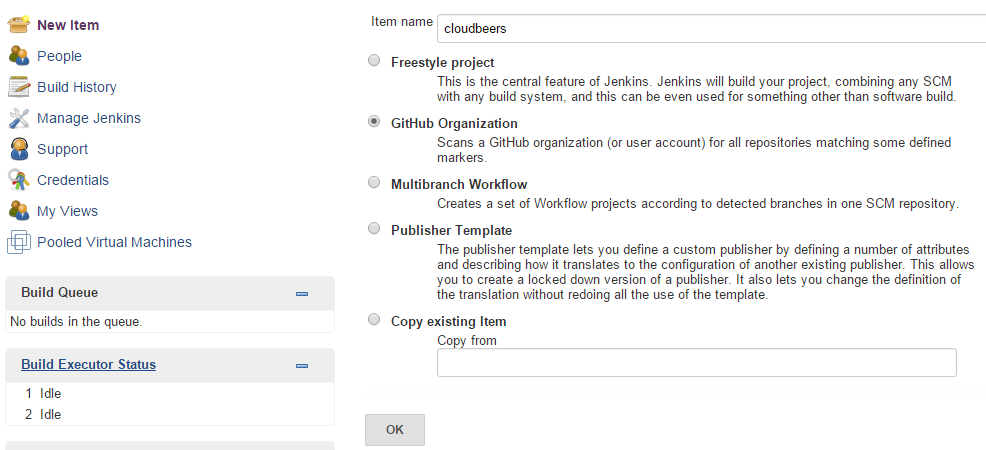 New Item
People
Build History
Manage Jenkins
Support
Credentials
My Views
Pooled Virtual Machines
Build Queue
No builds in the queue.
Build Executor Status
1 Idle
2 Idle
Item name
cloudbeers
Freestyle project
This is the central feature of Jenkins. Jenkins will build your project, combining any SCM
with any build system, and this can be even used for something other than software build.
GitHub Organization
Scans a GitHub organization (or user account) for all repositories matching some defined
markers.
Multibranch Workflow
Creates a set of Workflow projects according to detected branches in one SCM repository.
Publisher Template
The publisher template lets you define a custom publisher by defining a number of attributes
and describing how it translates to the configuration of another existing publisher. This allows
you to create a locked down version of a publisher. It also lets you change the definition of
the translation without redoing all the use of the template.
Copy existing Item
Copy from
OK